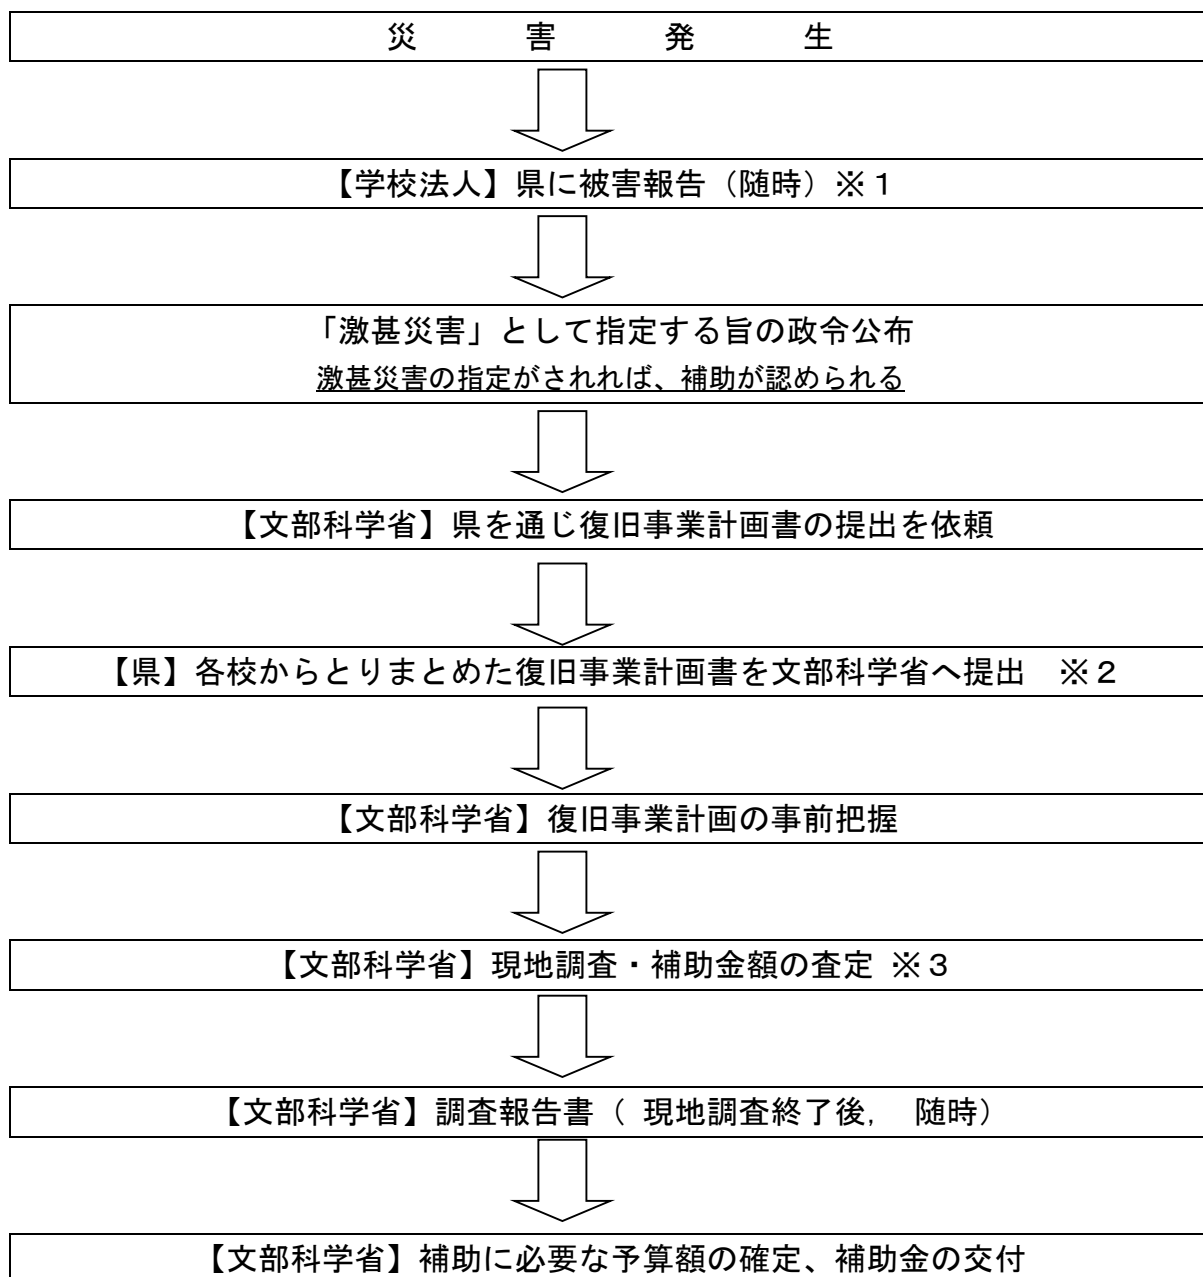 災　害　発　生
【学校法人】県に被害報告（随時）※１
「激甚災害」として指定する旨の政令公布
激甚災害の指定がされれば、補助が認められる
【文部科学省】県を通じ復旧事業計画書の提出を依頼
【県】各校からとりまとめた復旧事業計画書を文部科学省へ提出　※２
【文部科学省】復旧事業計画の事前把握
【文部科学省】現地調査・補助金額の査定 ※３
【文部科学省】調査報告書（ 現地調査終了後,　随時）
【文部科学省】補助に必要な予算額の確定、補助金の交付